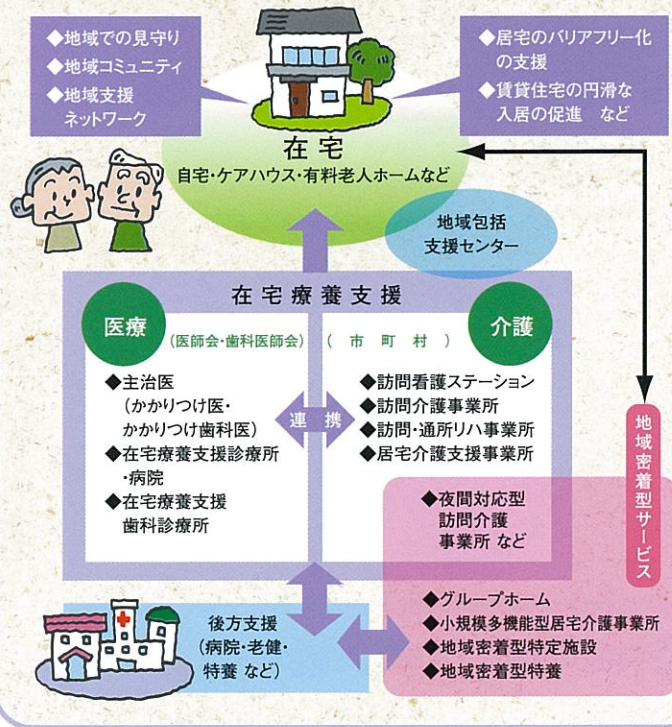 ◆地域での見守り
◆地域コミュニティ
◆地域支援
ネットワーク
◆居宅のバリアフリー化
の支援
◆賃貸住宅の円滑な
入居の促進 など
在宅
自宅・ケアハウス・有料老人ホームなど
地域包括
支援センター
在宅療養支援
医療
(医師会・歯科医師会)
(市町村)
介護
◆主治医
(かかりつけ医・
かかりつけ歯科医)
◆在宅療養支援診療所
・病院
◆在宅療養支援
歯科診療所
連携
◆訪問看護ステーション
◆訪問介護事業所
◆訪問・通所リハ事業所
◆居宅介護支援事業所
◆夜間対応型
訪問介護
事業所 など
地域密着型サービス
後方支援
(病院・老健・
特養 など)
◆グループホーム
◆小規模多機能型居宅介護事業所
◆地域密着型特定施設
◆地域密着型特養